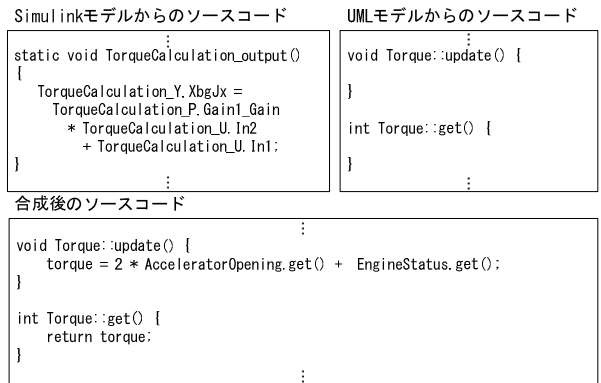 Simulinkモデルからのソースコード
⋮
static void TorqueCalculation_output()
{
TorqueCalculation_Y.XbgJx =
TorqueCalculation_P.Gain1_Gain
* TorqueCalculation_U.In2
+ TorqueCalculation_U.In1;
}
⋮
UMLモデルからのソースコード
⋮
void Torque::update() {
}
int Torque::get() {
}
⋮
合成後のソースコード
⋮
void Torque::update() {
torque = 2 * AcceleratorOpening.get() + EngineStatus.get();
}
int Torque::get() {
return torque;
}
⋮